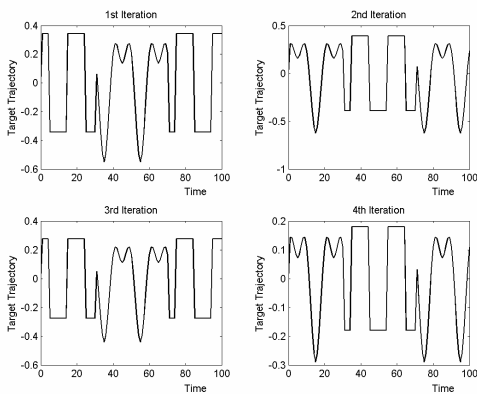 1st Iteration
0.4
0.2
0
-0.2
-0.4
-0.6
0 20 40 60 80 100
Target Trajectory
Time
2nd Iteration
0.5
0
-0.5
-1
0 20 40 60 80 100
Target Trajectory
Time
3rd Iteration
0.4
0.2
0
-0.2
-0.4
-0.6
0 20 40 60 80 100
Target Trajectory
Time
4th Iteration
0.2
0.1
0
-0.1
-0.2
-0.3
0 20 40 60 80 100
Target Trajectory
Time